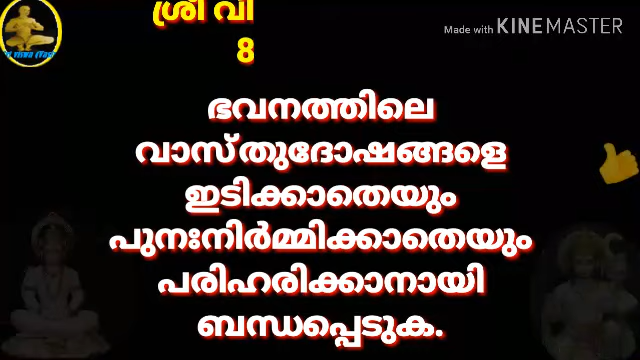 ശ്രീ വി
8
Made with KINEMASTER
ഭവനത്തിലെ
വാസ്തുദോഷങ്ങളെ
ഇടിക്കാതെയും
പുനഃനിർമ്മിക്കാതെയും
പരിഹരിക്കാനായി
ബന്ധപ്പെടുക.